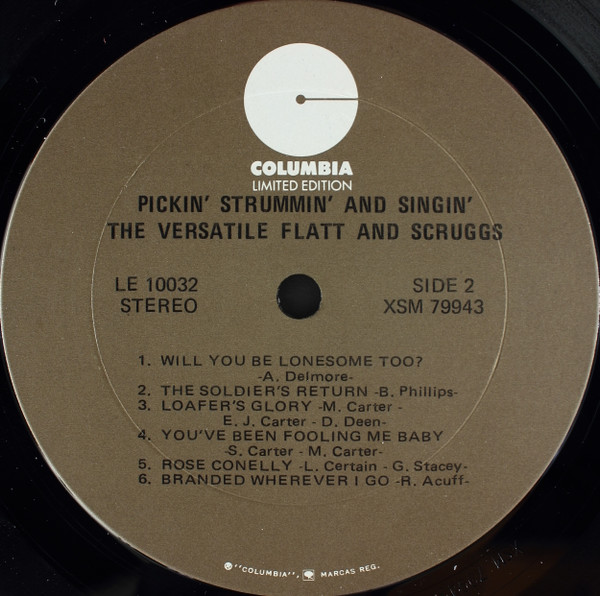 COLUMBIA
LIMITED EDITION
PICKIN' STRUMMIN' AND SINGIN'
THE VERSATILE FLATT AND SCRUGGS
LE 10032 SIDE 2
STEREO XSM 79943
1. WILL YOU BE LONESOME TOO?
-A. Delmore-
2. THE SOLDIER'S RETURN -B. Phillips-
3. LOAFER'S GLORY -M. Carter -
E. J. Carter - D. Deen-
4. YOU'VE BEEN FOOLING ME BABY
-S. Carter - M. Carter-
5. ROSE CONELLY -L. Certain - G. Stacey-
6. BRANDED WHEREVER I GO -R. Acuff-
℗ "COLUMBIA", MARCAS REG.